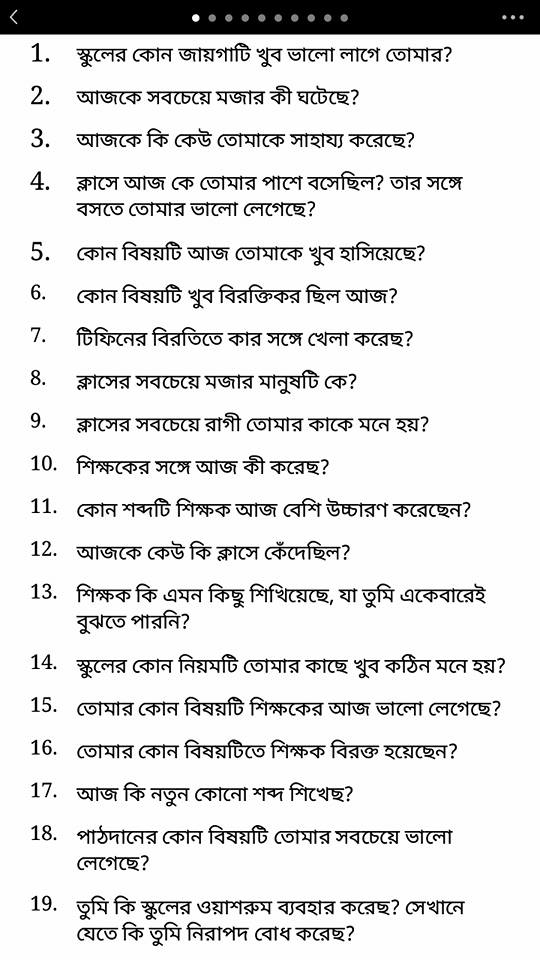 1. স্কুলের কোন জায়গাটি খুব ভালো লাগে তোমার?
2. আজকে সবচেয়ে মজার কী ঘটেছে?
3. আজকে কি কেউ তোমাকে সাহায্য করেছে?
4. ক্লাসে আজ কে তোমার পাশে বসেছিল? তার সঙ্গে
বসতে তোমার ভালো লেগেছে?
5. কোন বিষয়টি আজ তোমাকে খুব হাসিয়েছে?
6. কোন বিষয়টি খুব বিরক্তিকর ছিল আজ?
7. টিফিনের বিরতিতে কার সঙ্গে খেলা করেছ?
8. ক্লাসের সবচেয়ে মজার মানুষটি কে?
9. ক্লাসের সবচেয়ে রাগী তোমার কাকে মনে হয়?
10. শিক্ষকের সঙ্গে আজ কী করেছ?
11. কোন শব্দটি শিক্ষক আজ বেশি উচ্চারণ করেছেন?
12. আজকে কেউ কি ক্লাসে কেঁদেছিল?
13. শিক্ষক কি এমন কিছু শিখিয়েছে, যা তুমি একেবারেই
বুঝতে পারনি?
14. স্কুলের কোন নিয়মটি তোমার কাছে খুব কঠিন মনে হয়?
15. তোমার কোন বিষয়টি শিক্ষকের আজ ভালো লেগেছে?
16. তোমার কোন বিষয়টিতে শিক্ষক বিরক্ত হয়েছেন?
17. আজ কি নতুন কোনো শব্দ শিখেছ?
18. পাঠদানের কোন বিষয়টি তোমার সবচেয়ে ভালো
লেগেছে?
19. তুমি কি স্কুলের ওয়াশরুম ব্যবহার করেছ? সেখানে
যেতে কি তুমি নিরাপদ বোধ করেছ?